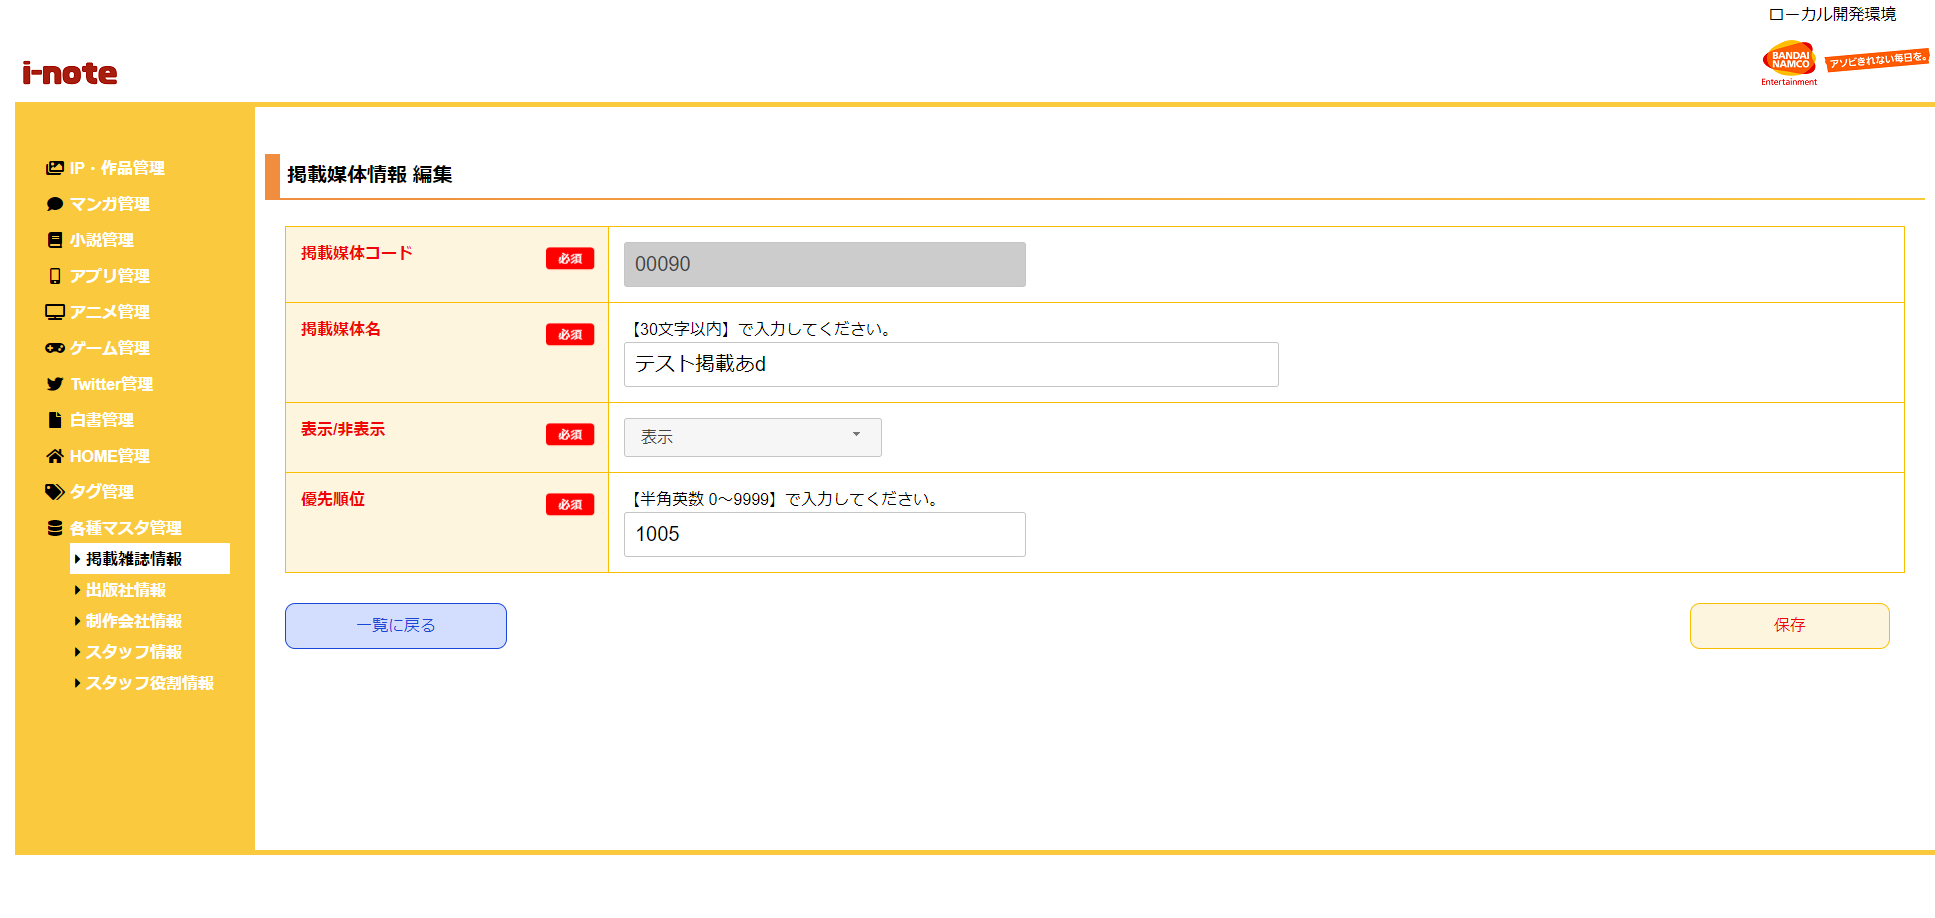 ローカル開発環境
i-note
BANDAI
NAMCO
Entertainment
アソビきれない毎日を。
IP・作品管理
マンガ管理
小説管理
アプリ管理
アニメ管理
ゲーム管理
Twitter管理
白書管理
HOME管理
タグ管理
各種マスタ管理
掲載雑誌情報
出版社情報
制作会社情報
スタッフ情報
スタッフ役割情報
掲載媒体情報 編集
掲載媒体コード 必須 00090
掲載媒体名 必須 【30文字以内】で入力してください。
テスト掲載あd
表示/非表示 必須 表示
優先順位 必須 【半角英数 0〜9999】で入力してください。
1005
一覧に戻る 保存